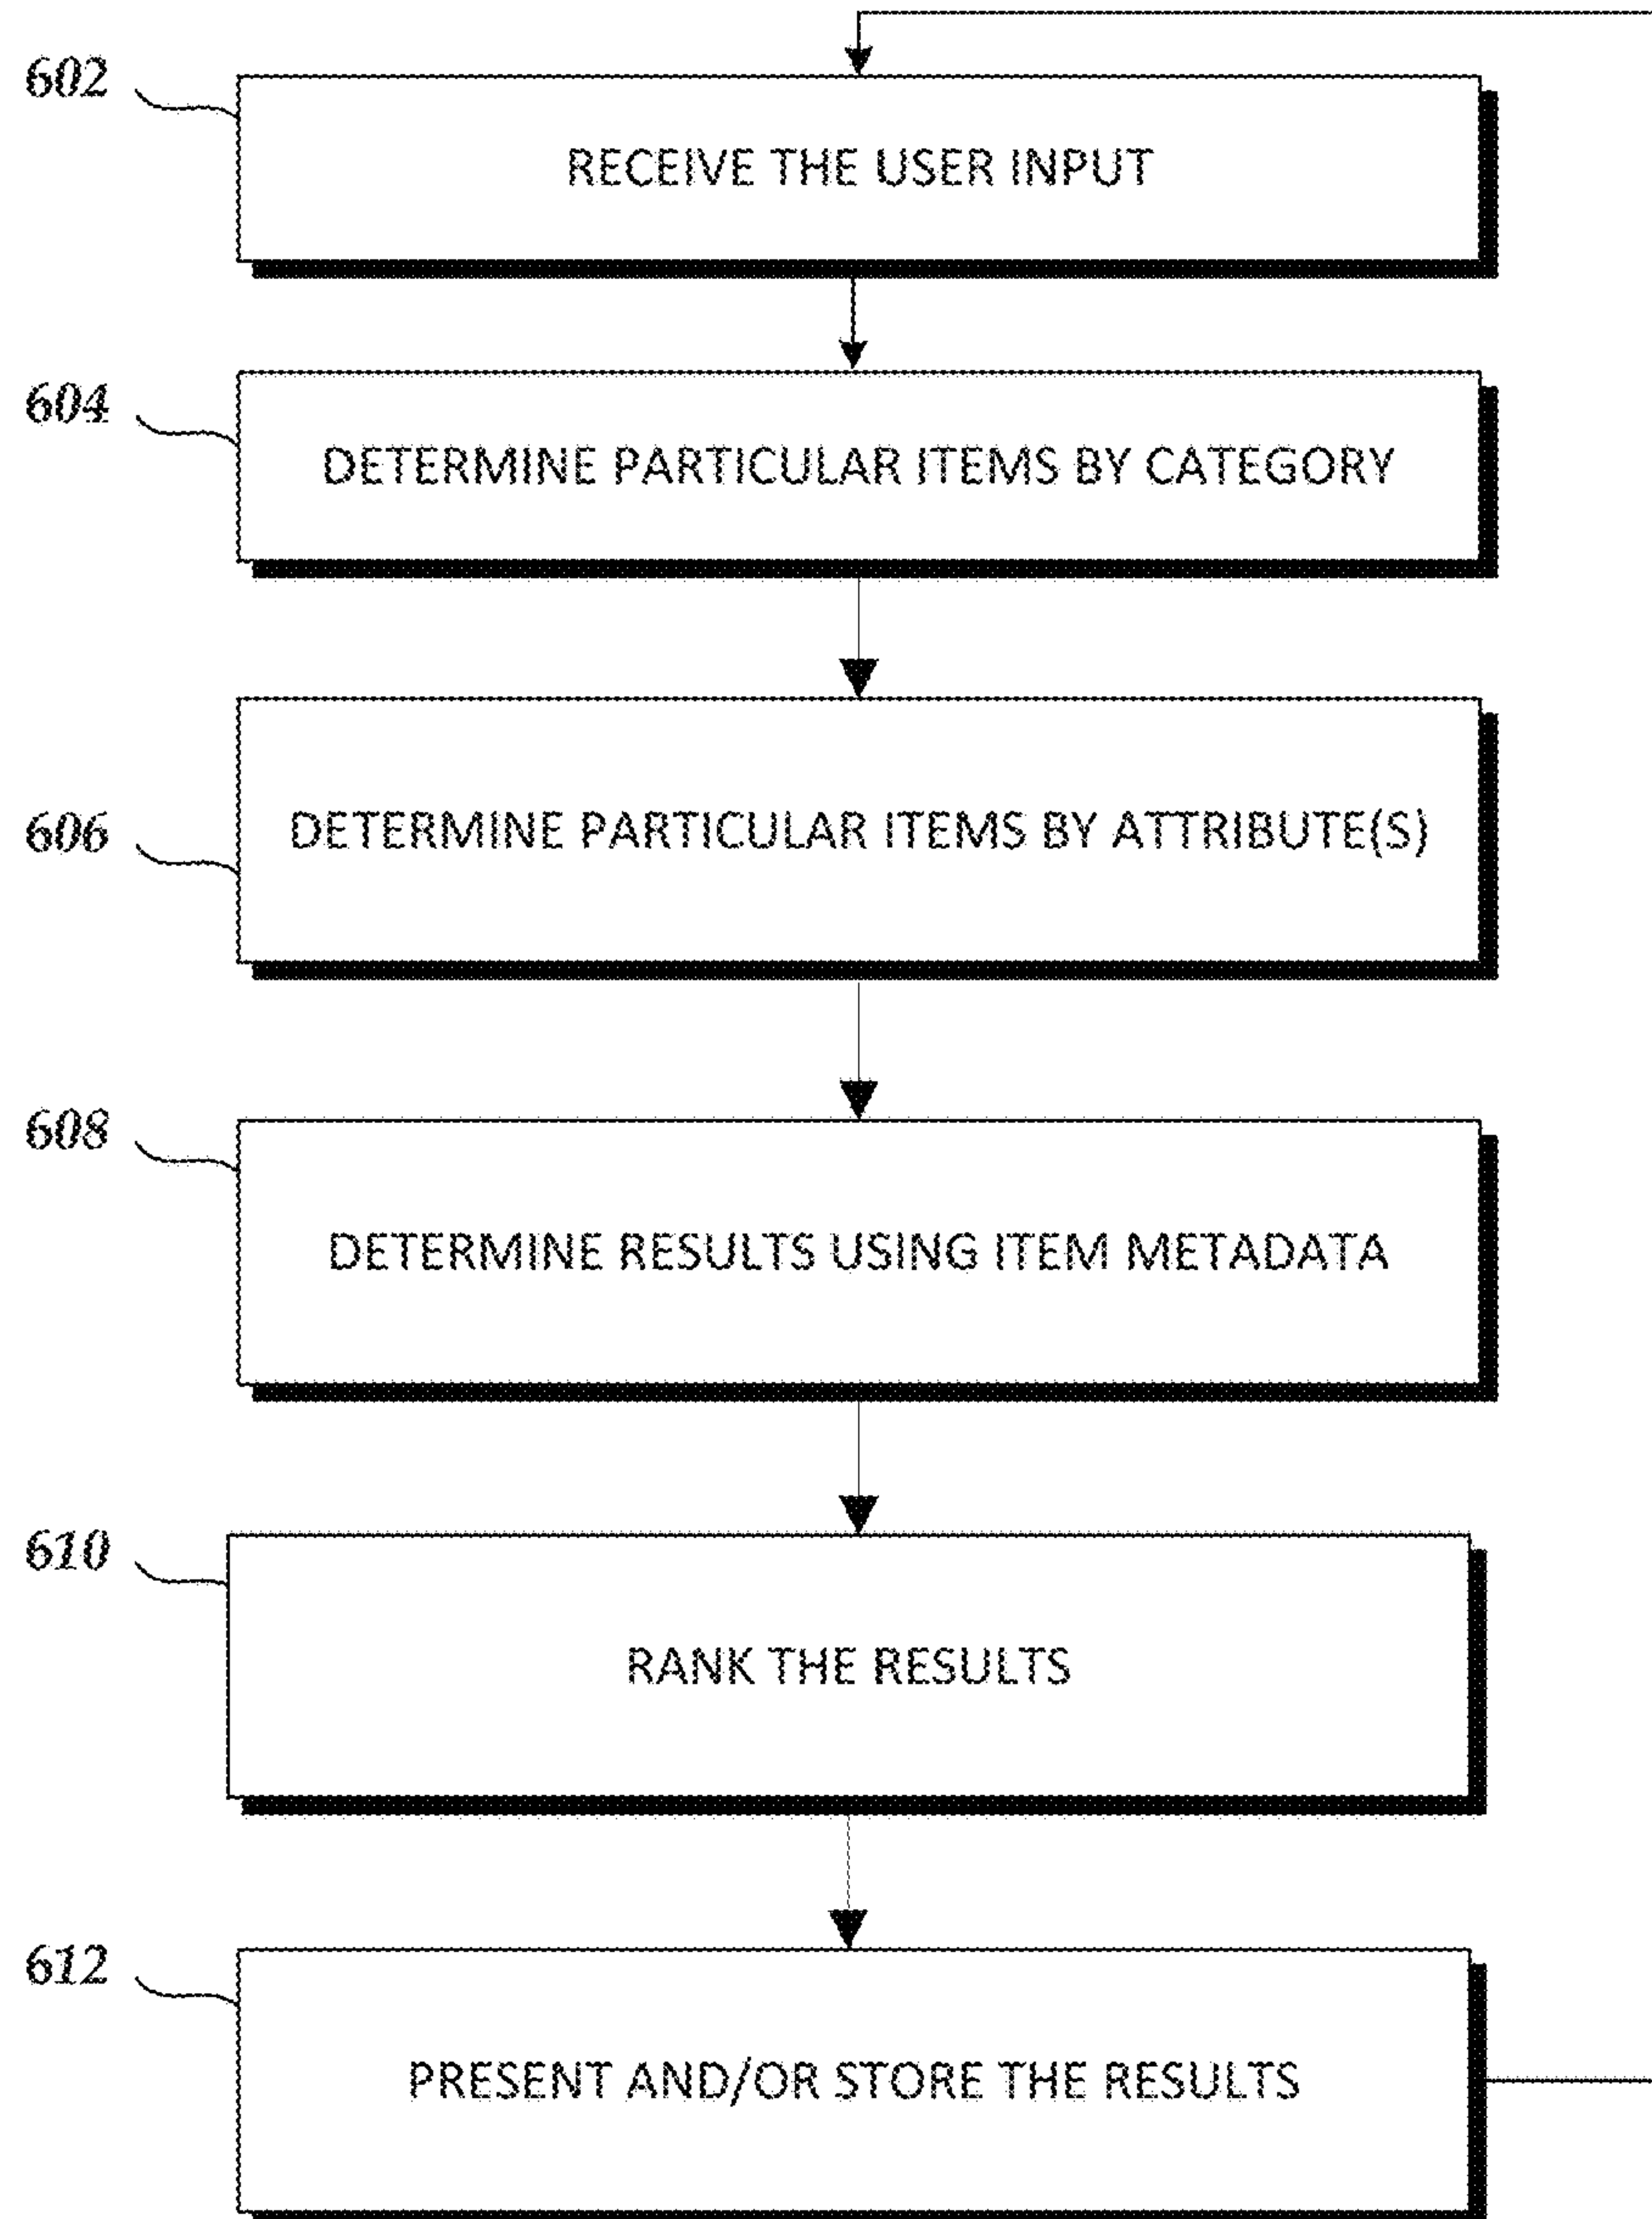 602
RECEIVE THE USER INPUT
604
DETERMINE PARTICULAR ITEMS BY CATEGORY
606
DETERMINE PARTICULAR ITEMS BY ATTRIBUTE(S)
608
DETERMINE RESULTS USING ITEM METADATA
610
RANK THE RESULTS
612
PRESENT AND/OR STORE THE RESULTS